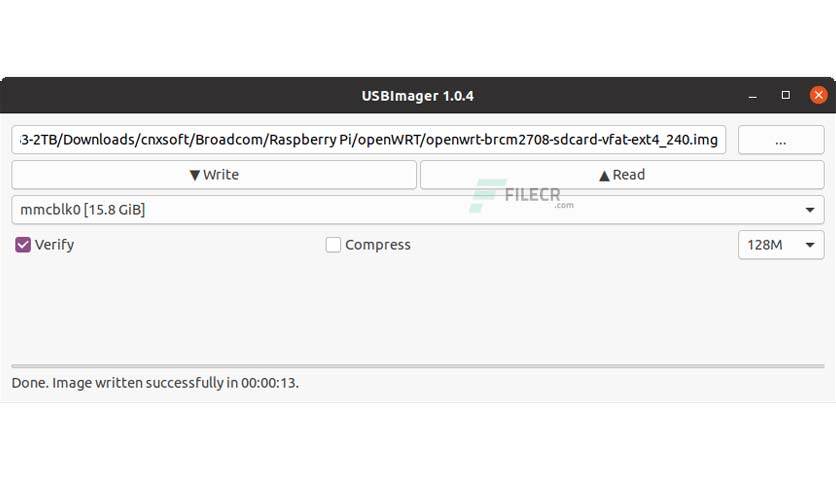 USBImager 1.0.4
53-2TB/Downloads/cnxsoft/Broadcom/Raspberry Pi/openWRT/openwrt-brcm2708-sdcard-vfat-ext4_240.img ...
▼Write ▲Read
FILECR
.com
mmcblk0 [15.8 GiB]
Verify Compress 128M
Done. Image written successfully in 00:00:13.